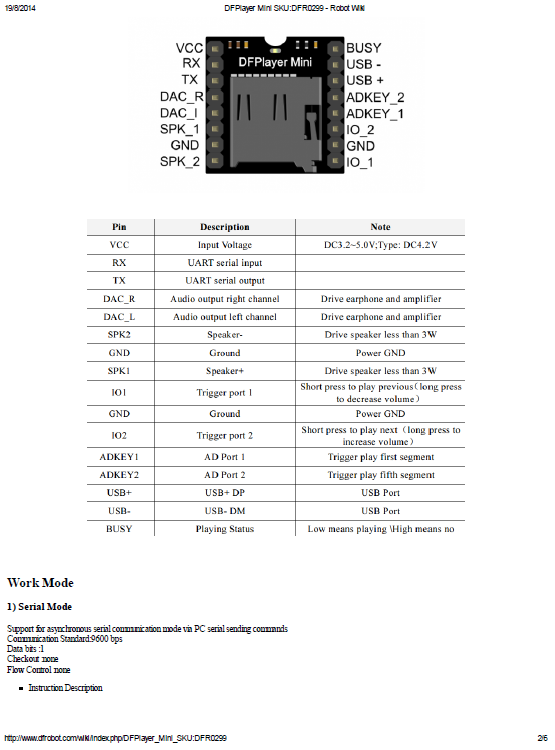 19/8/2014 DFPlayer Mini SKU:DFR0299 - Robot Wiki
VCC BUSY
RX DFPlayer Mini USB -
TX USB +
DAC_R ADKEY_2
DAC_I ADKEY_1
SPK_1 IO_2
GND GND
SPK_2 IO_1
Pin Description Note
VCC Input Voltage DC3.2~5.0V;Type: DC4.2V
RX UART serial input
TX UART serial output
DAC_R Audio output right channel Drive earphone and amplifier
DAC_L Audio output left channel Drive earphone and amplifier
SPK2 Speaker- Drive speaker less than 3W
GND Ground Power GND
SPK1 Speaker+ Drive speaker less than 3W
IO1 Trigger port 1 Short press to play previous（long press
to decrease volume）
GND Ground Power GND
IO2 Trigger port 2 Short press to play next（long press to
increase volume）
ADKEY1 AD Port 1 Trigger play first segment
ADKEY2 AD Port 2 Trigger play fifth segment
USB+ USB+ DP USB Port
USB- USB- DM USB Port
BUSY Playing Status Low means playing \High means no
Work Mode
1) Serial Mode
Support for asynchronous serial communication mode via PC serial sending commands
Communication Standard:9600 bps
Data bits :1
Checkout :none
Flow Control :none
Instruction Description
http://www.dfrobot.com/wiki/index.php/DFPlayer_Mini_SKU:DFR0299 2/6